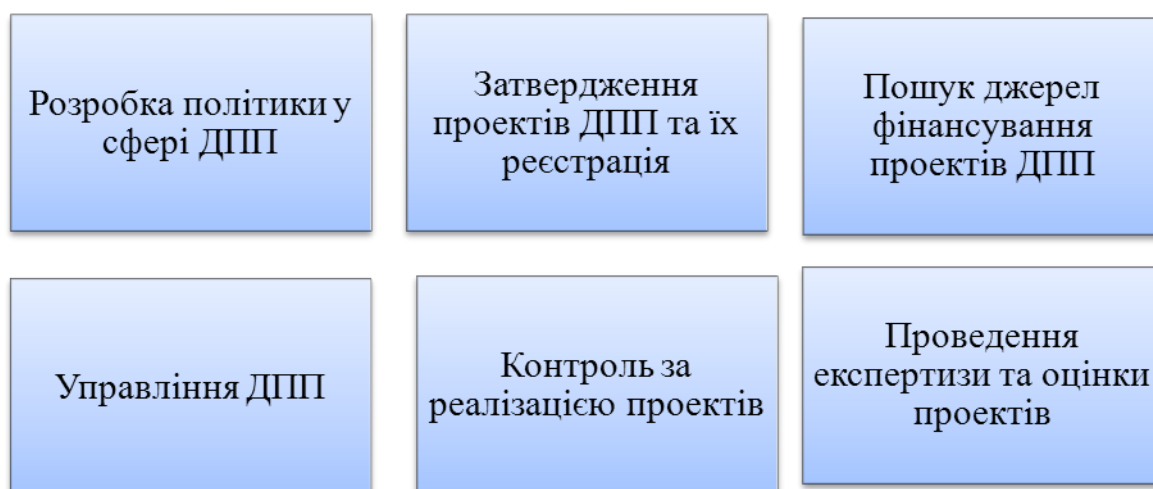 Розробка політики у
сфері ДПП
Затвердження
проектів ДПП та їх
реєстрація
Пошук джерел
фінансування
проектів ДПП
Управління ДПП
Контроль за
реалізацією проектів
Проведення
експертизи та оцінки
проектів